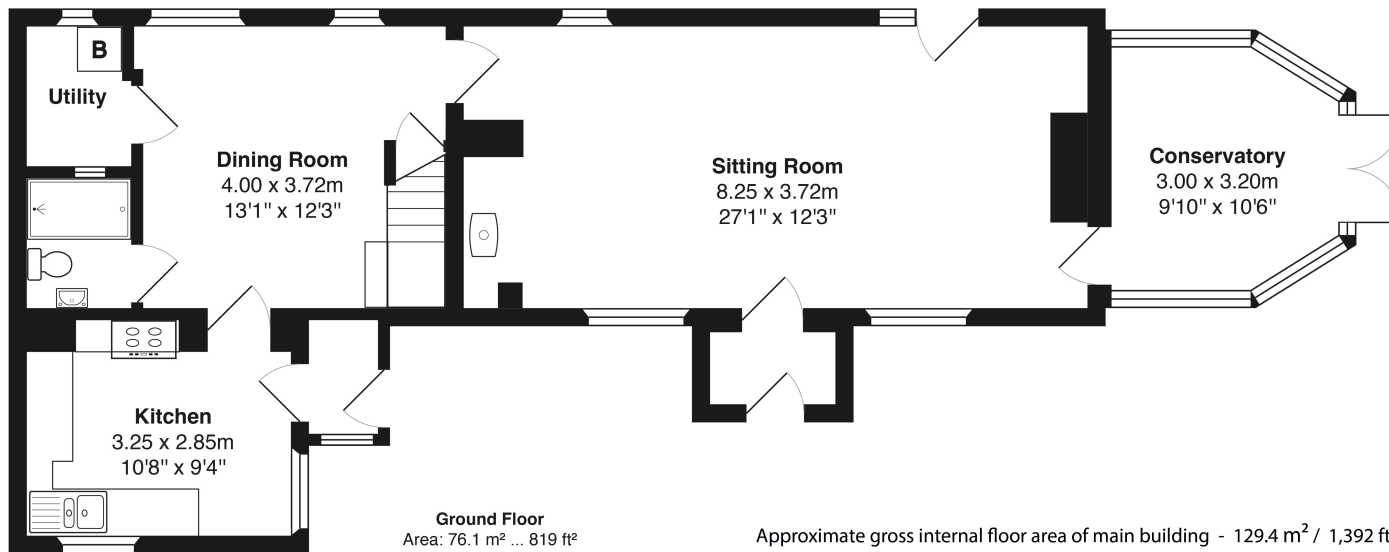 B
Utility
Dining Room
4.00 x 3.72m
13'1" x 12'3"
Sitting Room
8.25 x 3.72m
27'1" x 12'3"
Conservatory
3.00 x 3.20m
9'10" x 10'6"
Kitchen
3.25 x 2.85m
10'8" x 9'4"
Ground Floor
Area: 76.1 m² ... 819 ft²
Approximate gross internal floor area of main building - 129.4 m² / 1,392 ft